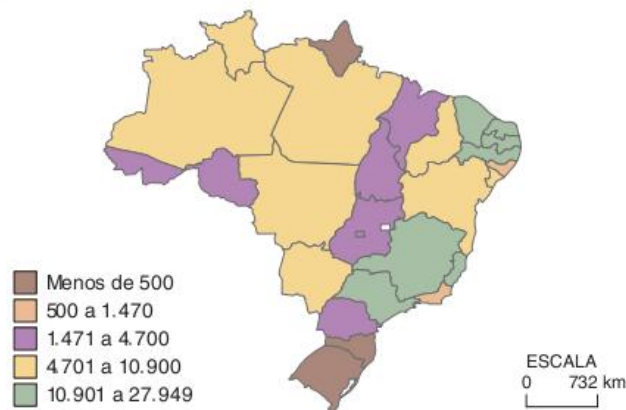 Menos de 500
500 a 1.470
1.471 a 4.700
4.701 a 10.900
10.901 a 27.949
ESCALA
0 732 km